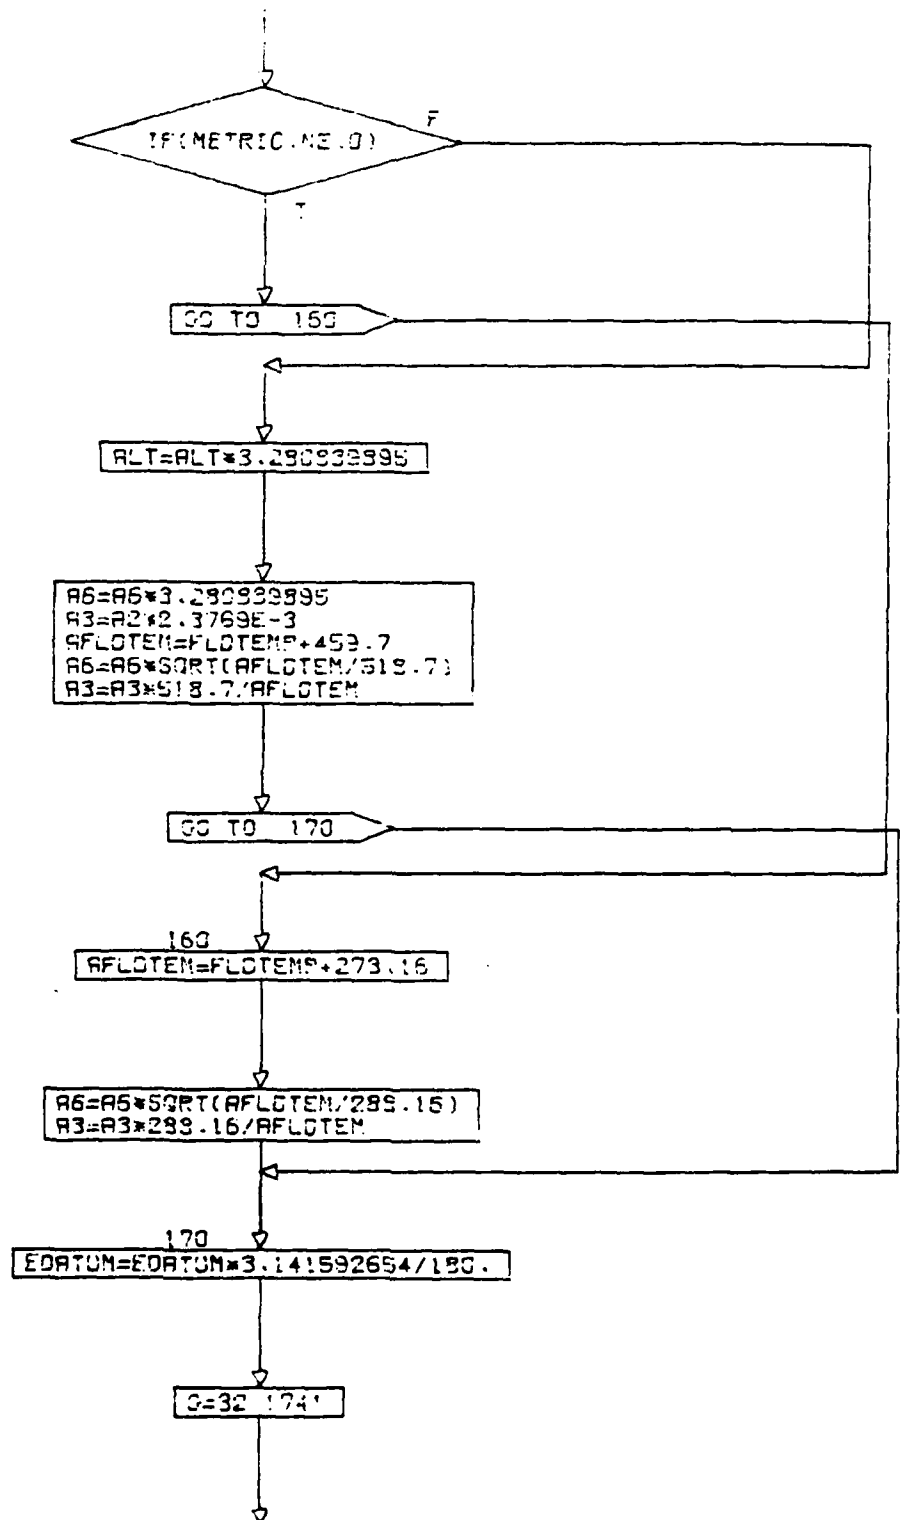 IF(METRIC.NE.0)
F
T
GO TO 160
ALT=ALT*3.280839895
A6=A6*3.280839895
A3=A2*2.3769E-3
AFLOTEM=FLOTEMP+459.7
A6=A6*SQRT(AFLOTEM/518.7)
A3=A3*518.7/AFLOTEM
GO TO 170
160
AFLOTEM=FLOTEMP+273.16
A6=A6*SQRT(AFLOTEM/288.16)
A3=A3*288.16/AFLOTEM
170
EDATUM=EDATUM*3.141592654/180.